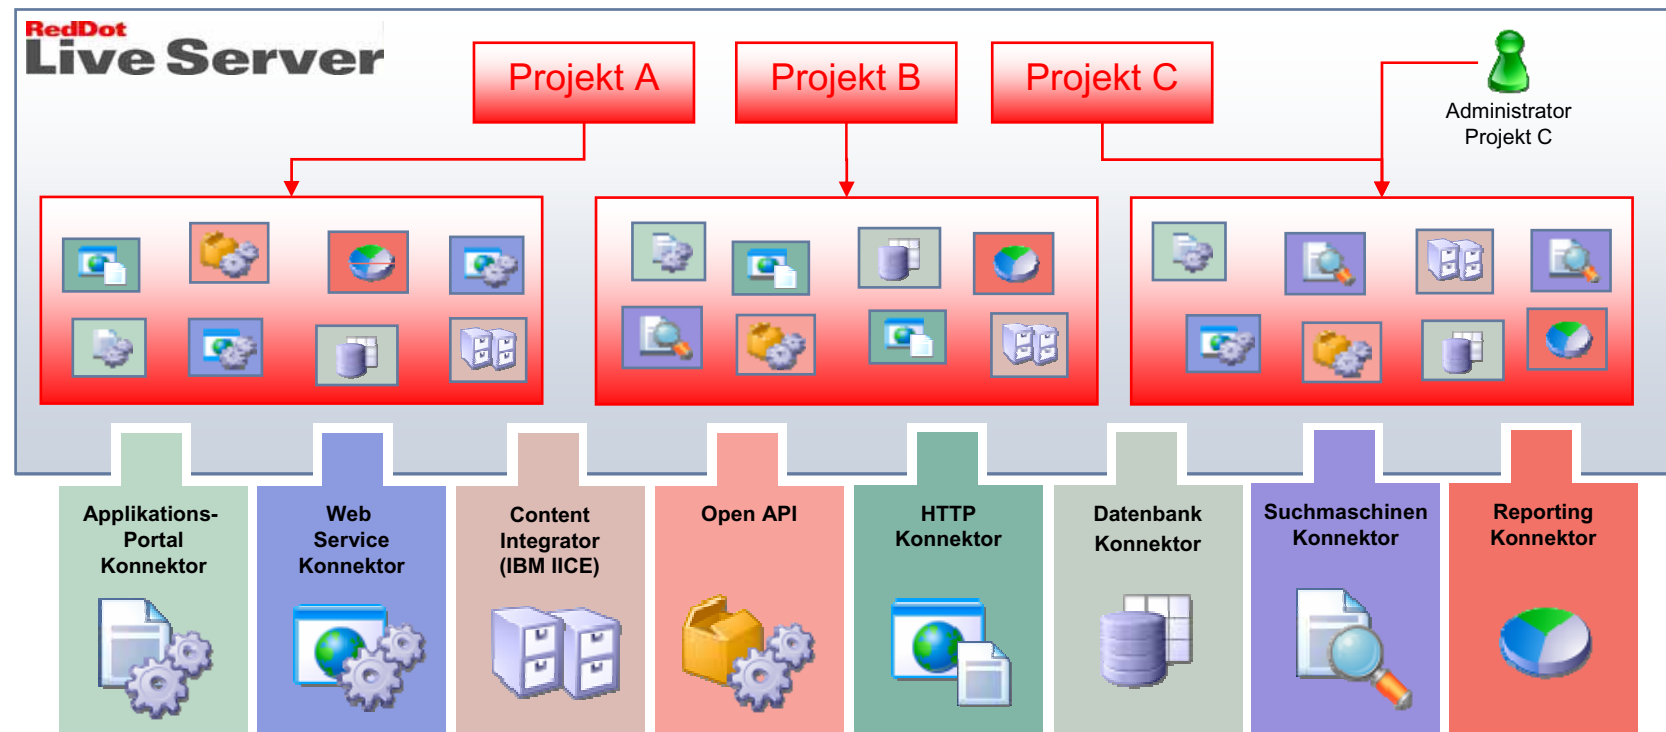 RedDot
Live Server
Projekt A
Projekt B
Projekt C
Administrator
Projekt C
Applikations-
Portal
Konnektor
Web
Service
Konnektor
Content
Integrator
(IBM IICE)
Open API
HTTP
Konnektor
Datenbank
Konnektor
Suchmaschinen
Konnektor
Reporting
Konnektor